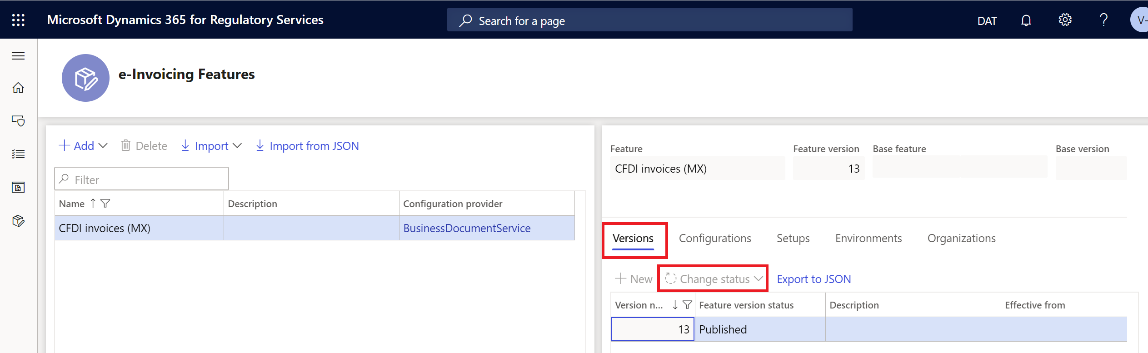 Microsoft Dynamics 365 for Regulatory Services
Search for a page
DAT
?
V-
e-Invoicing Features
Add
Delete
Import
Import from JSON
Filter
Name
Description
Configuration provider
CFDI invoices (MX)
BusinessDocumentService
Feature
Feature version
Base feature
Base version
CFDI invoices (MX)
13
Versions
Configurations
Setups
Environments
Organizations
New
Change status
Export to JSON
Version n...
Feature version status
Description
Effective from
13
Published